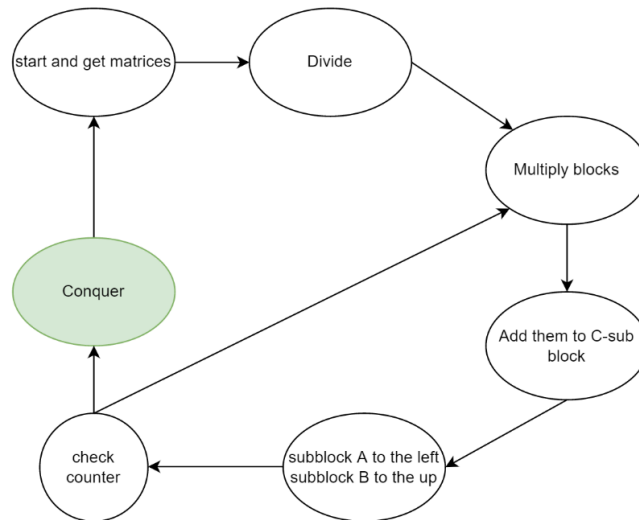 start and get matrices
Divide
Multiply blocks
Add them to C-sub
block
subblock A to the left
subblock B to the up
check
counter
Conquer